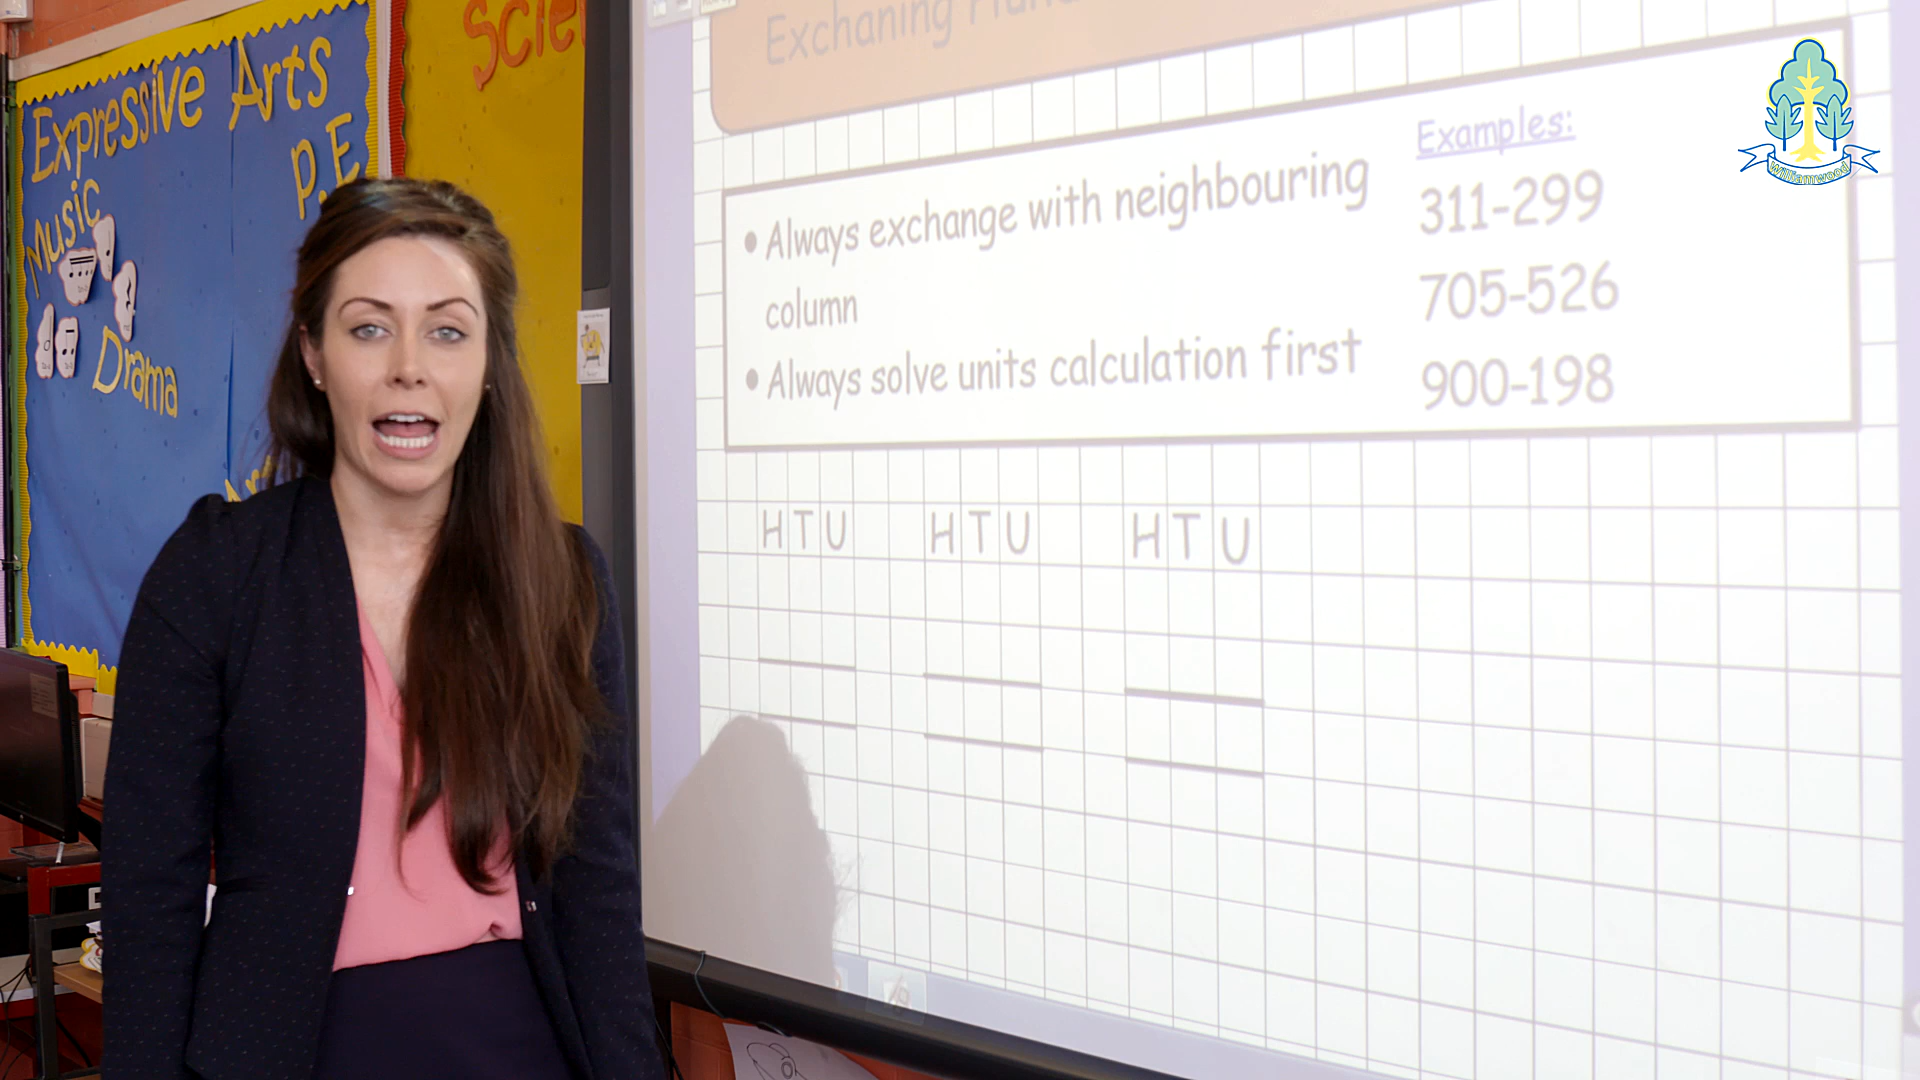 Expressive Arts
P.E
Music
Drama
Scie
Exchaning
Examples:
• Always exchange with neighbouring
column
• Always solve units calculation first
311-299
705-526
900-198
H T U H T U H T U
Williamwood